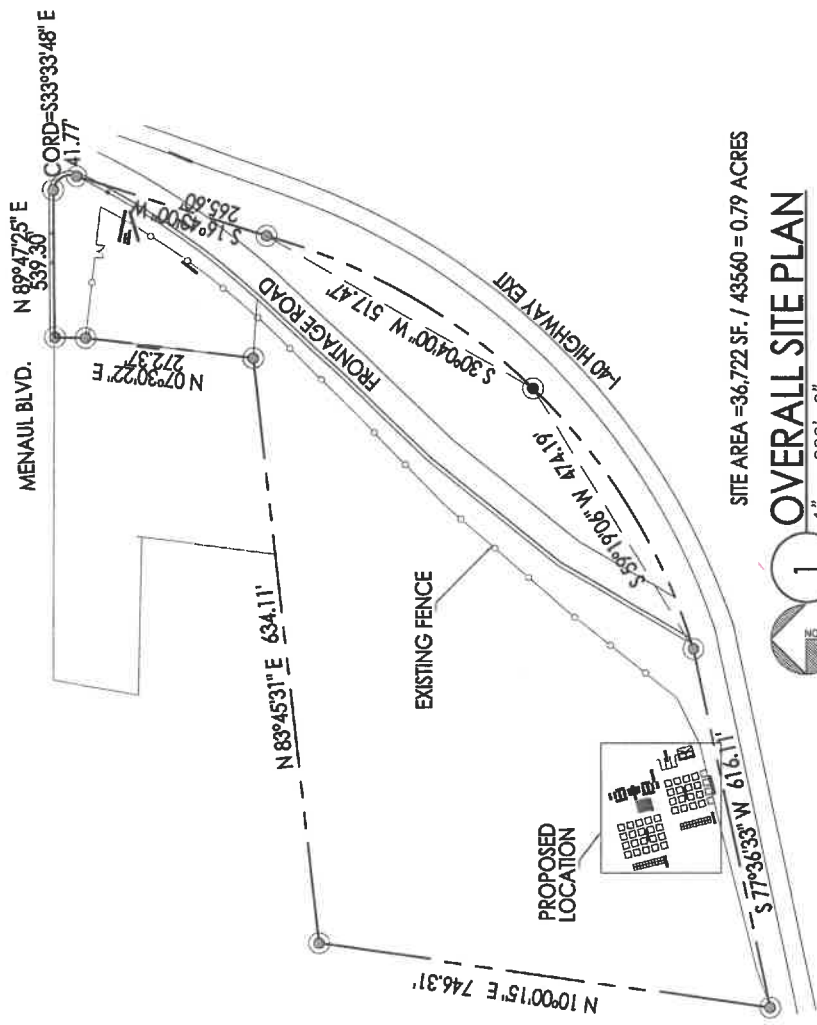 MENAUL BLVD.
N 89°47'25" E
539.30'
CORD=S33°33'48" E
41.77'
S 16°43'00" W
265.60'
N 07°30'22" E
272.37'
FRONTAGE ROAD
S 30°04'00" W 517.47'
I-40 HIGHWAY EXIT
S 59°19'06" W 474.19'
N 83°45'31" E 634.11'
EXISTING FENCE
PROPOSED
LOCATION
S 77°36'33" W 616.11'
N 10°00'15" E 746.31'
SITE AREA =36,722 SF. / 43560 = 0.79 ACRES
1
OVERALL SITE PLAN